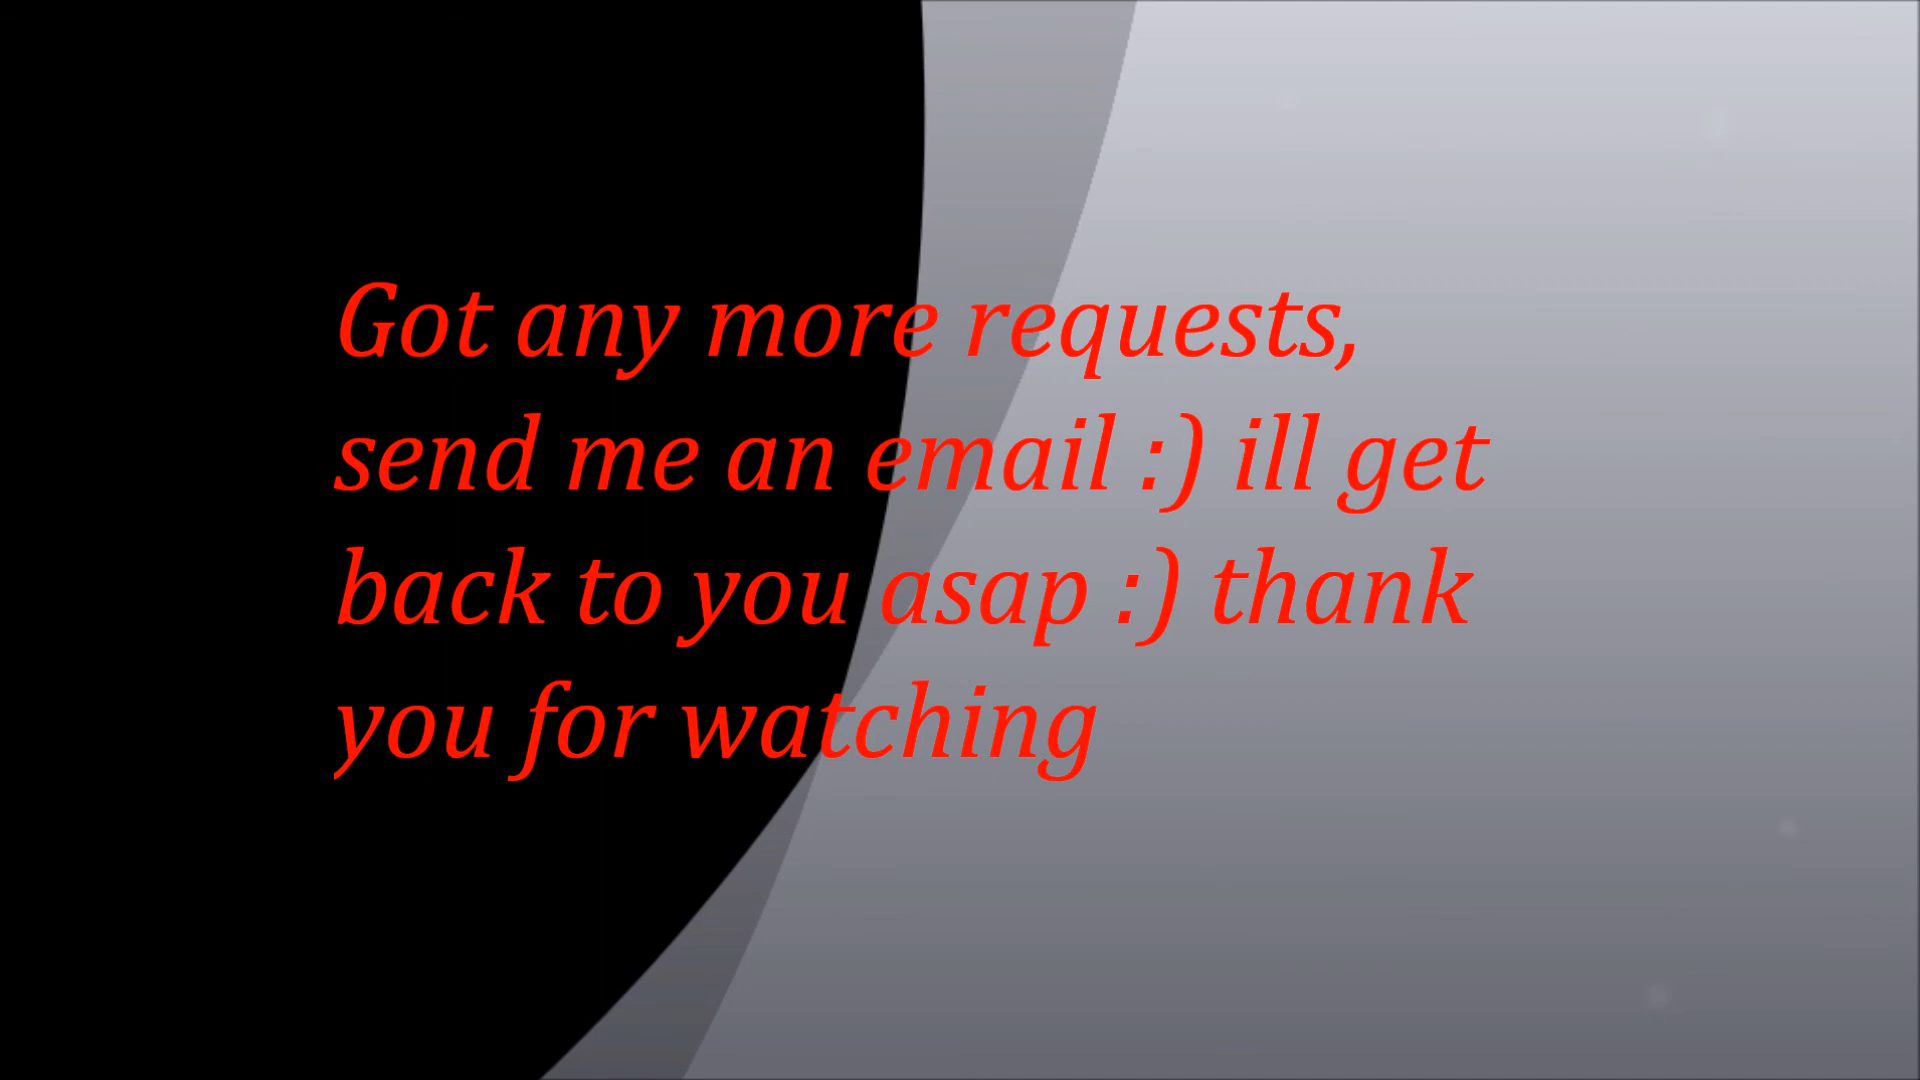 Got any more requests,
send me an email :) ill get
back to you asap :) thank
you for watching